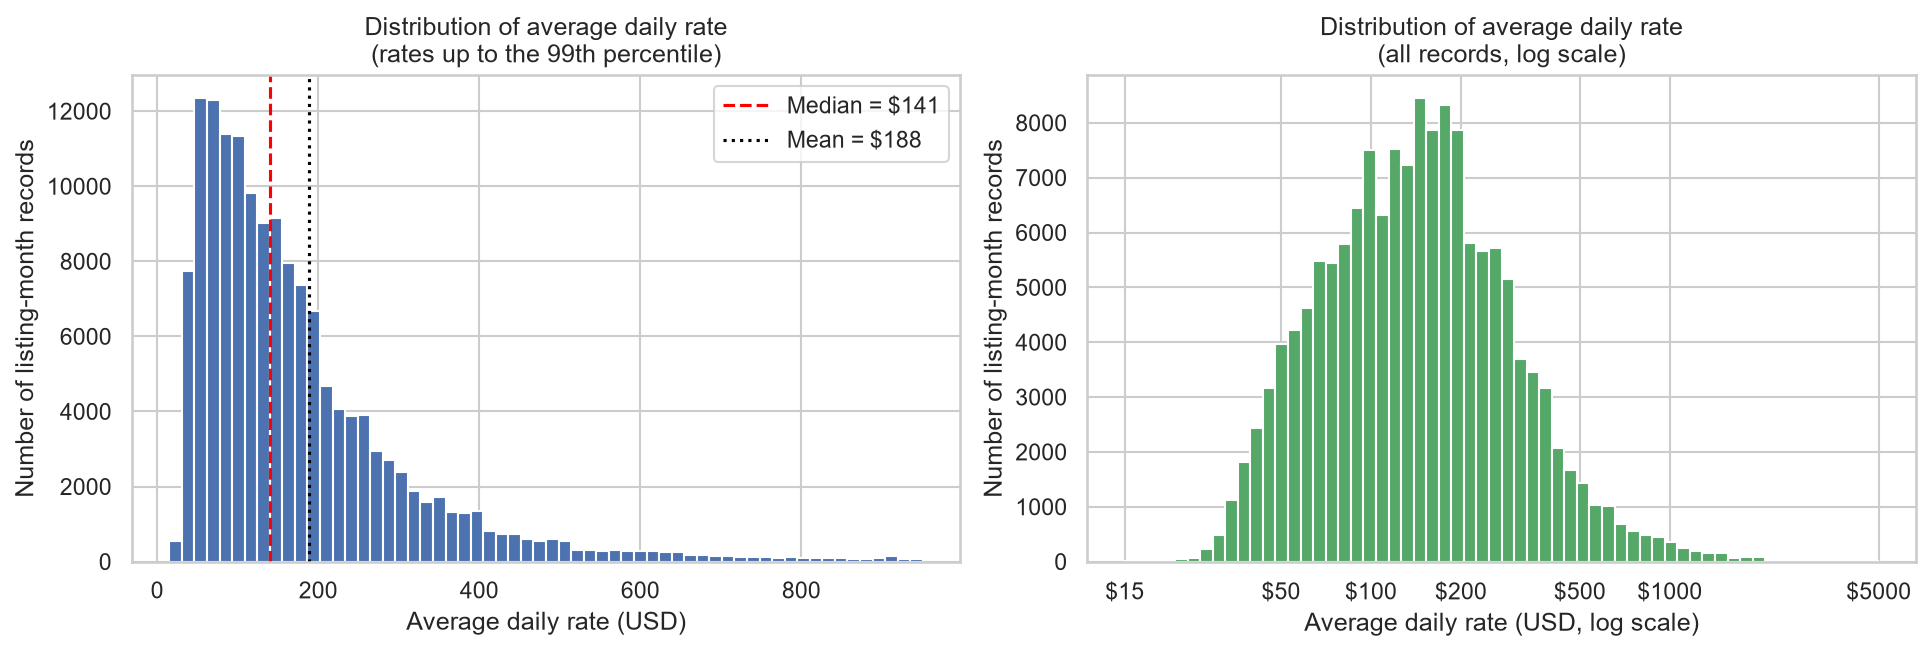 Distribution of average daily rate
(rates up to the 99th percentile)
Number of listing-month records
12000
10000
8000
6000
4000
2000
0
Median = $141
Mean = $188
0 200 400 600 800
Average daily rate (USD)
Distribution of average daily rate
(all records, log scale)
Number of listing-month records
8000
7000
6000
5000
4000
3000
2000
1000
0
$15 $50 $100 $200 $500 $1000 $5000
Average daily rate (USD, log scale)